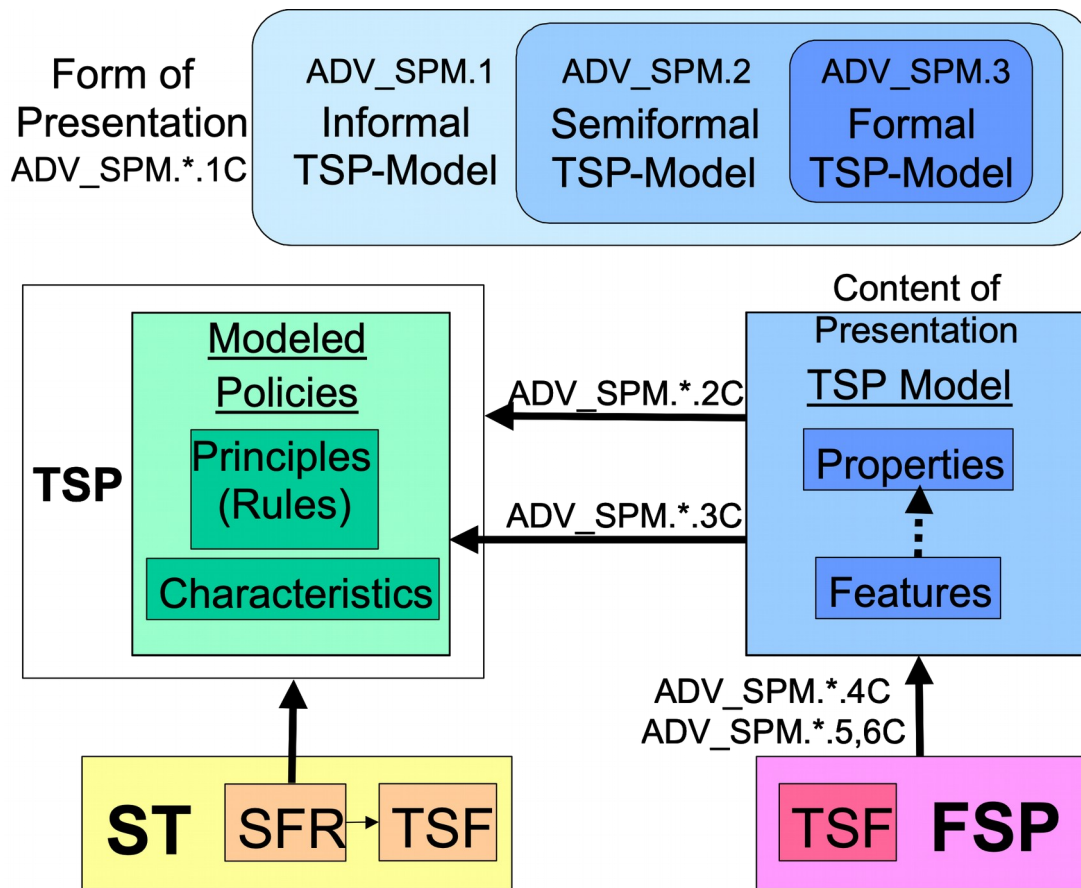 Form of
Presentation
ADV_SPM.*.1C
ADV_SPM.1
Informal
TSP-Model
ADV_SPM.2
Semiformal
TSP-Model
ADV_SPM.3
Formal
TSP-Model
TSP
Modeled
Policies
Principles
(Rules)
Characteristics
ADV_SPM.*.2C
ADV_SPM.*.3C
Content of
Presentation
TSP Model
Properties
Features
ADV_SPM.*.4C
ADV_SPM.*.5,6C
ST
SFR
TSF
TSF
FSP